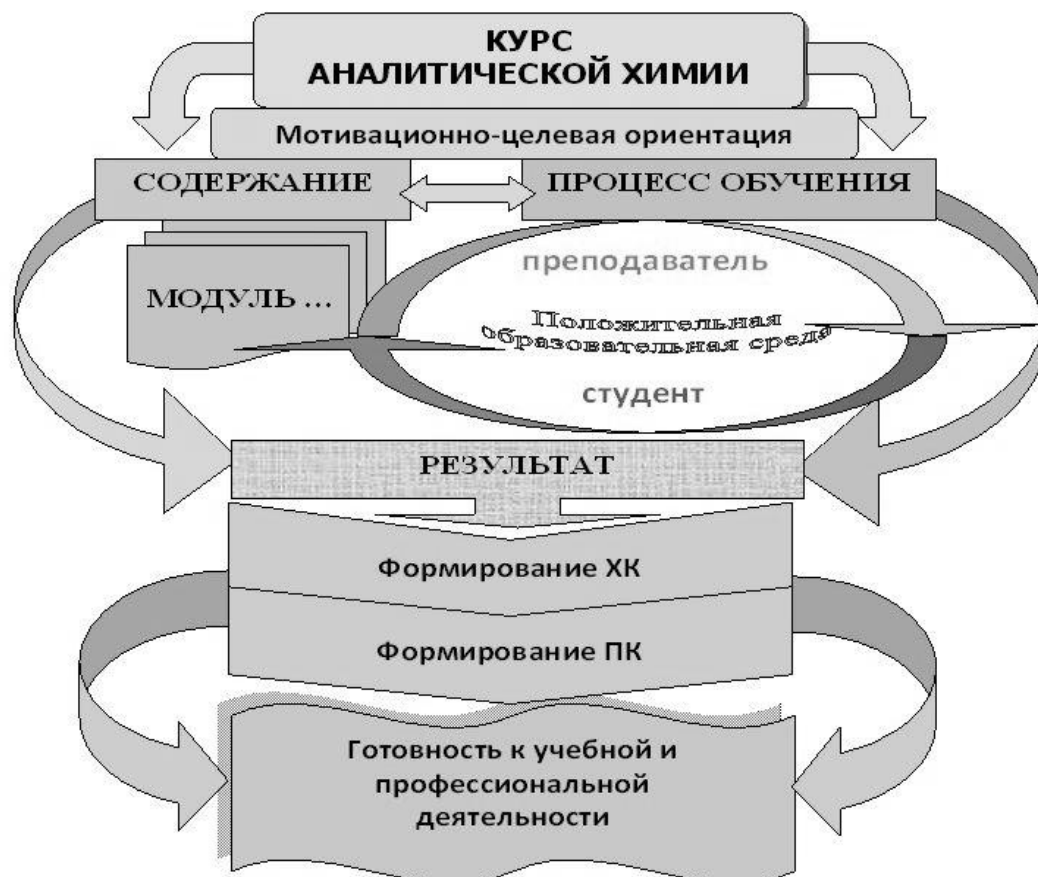 КУРС
АНАЛИТИЧЕСКОЙ ХИМИИ
Мотивационно-целевая ориентация
СОДЕРЖАНИЕ
ПРОЦЕСС ОБУЧЕНИЯ
МОДУЛЬ ...
преподаватель
Положительная
образовательная среда
студент
РЕЗУЛЬТАТ
Формирование ХК
Формирование ПК
Готовность к учебной и
профессиональной
деятельности